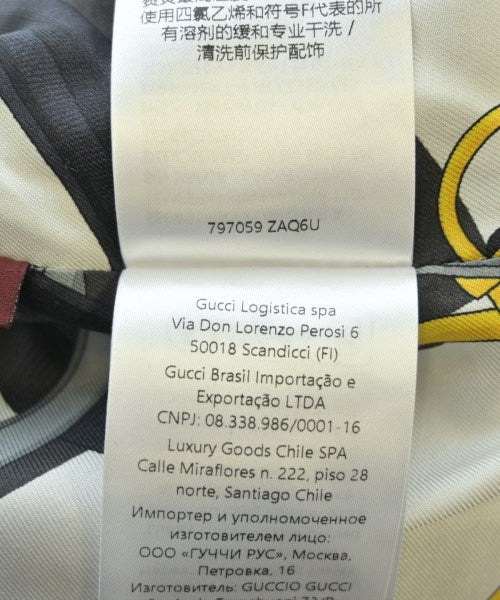 使用四氯乙烯和符号F代表的所
有溶剂的缓和专业干洗 /
清洗前保护配饰
797059 ZAQ6U
Gucci Logistica spa
Via Don Lorenzo Perosi 6
50018 Scandicci (FI)
Gucci Brasil Importação e
Exportação LTDA
CNPJ: 08.338.986/0001-16
Luxury Goods Chile SPA
Calle Miraflores n. 222, piso 28
norte, Santiago Chile
Импортер и уполномоченное
изготовителем лицо:
ООО «ГУЧЧИ РУС», Москва,
Петровка, 16
Изготовитель: GUCCIO GUCCI